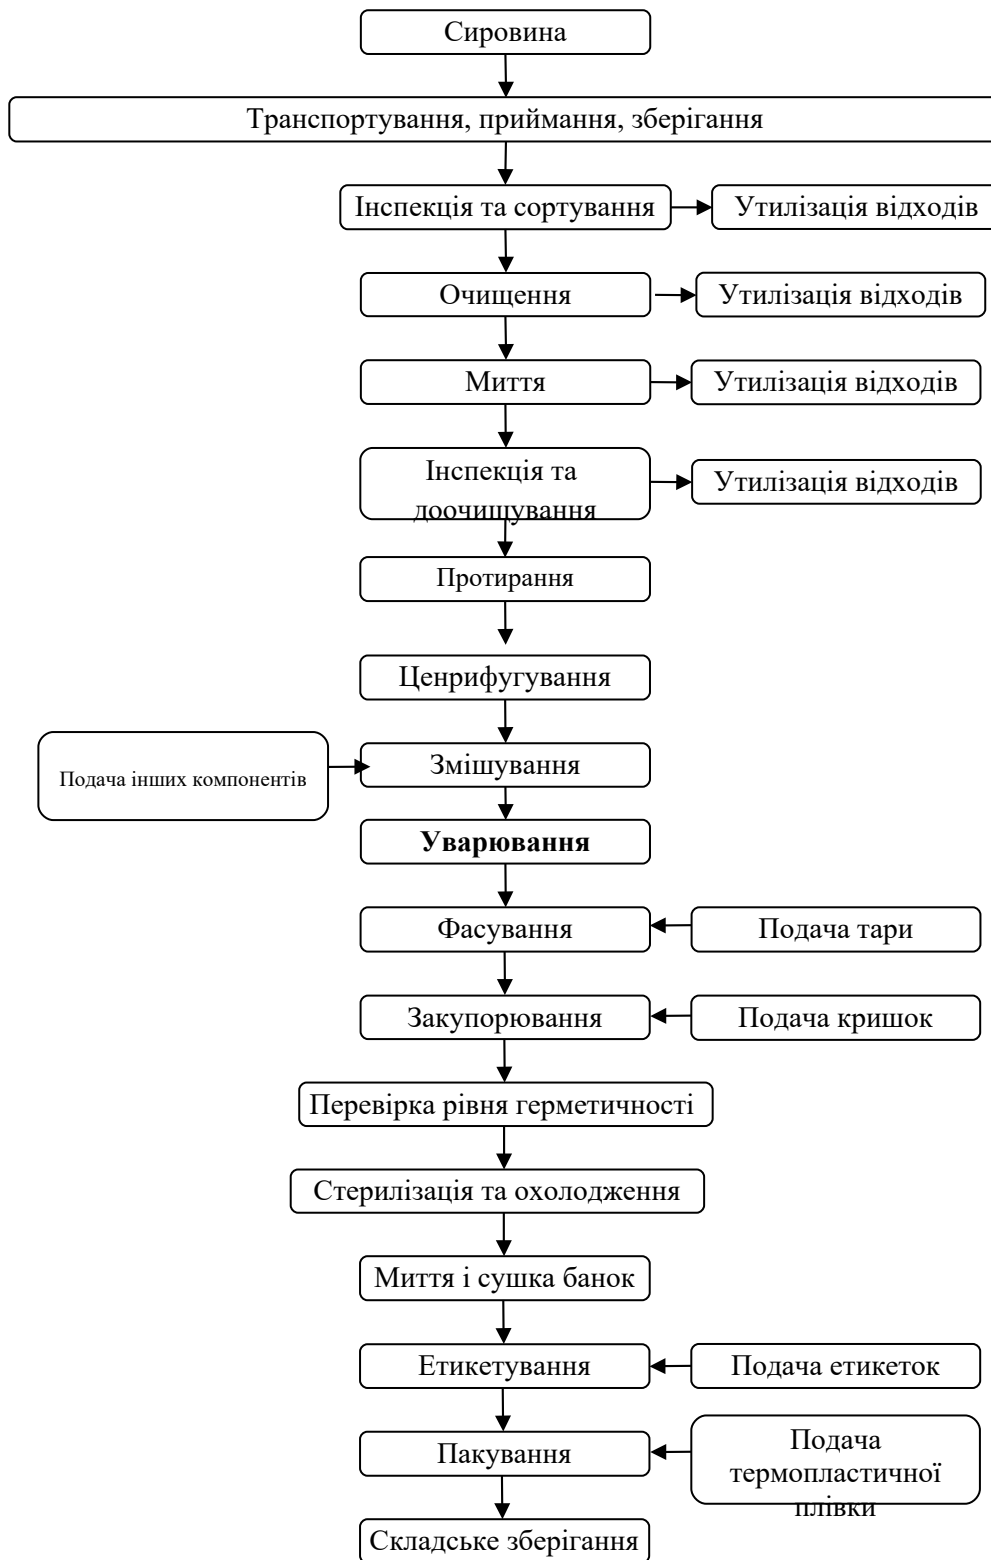 Сировина
Транспортування, приймання, зберігання
Інспекція та сортування
Утилізація відходів
Очищення
Утилізація відходів
Миття
Утилізація відходів
Інспекція та
доочищування
Утилізація відходів
Протирання
Ценрифугування
Подача інших компонентів
Змішування
Уварювання
Фасування
Подача тари
Закупорювання
Подача кришок
Перевірка рівня герметичності
Стерилізація та охолодження
Миття і сушка банок
Етикетування
Подача етикеток
Пакування
Подача
термопластичної
плівки
Складське зберігання